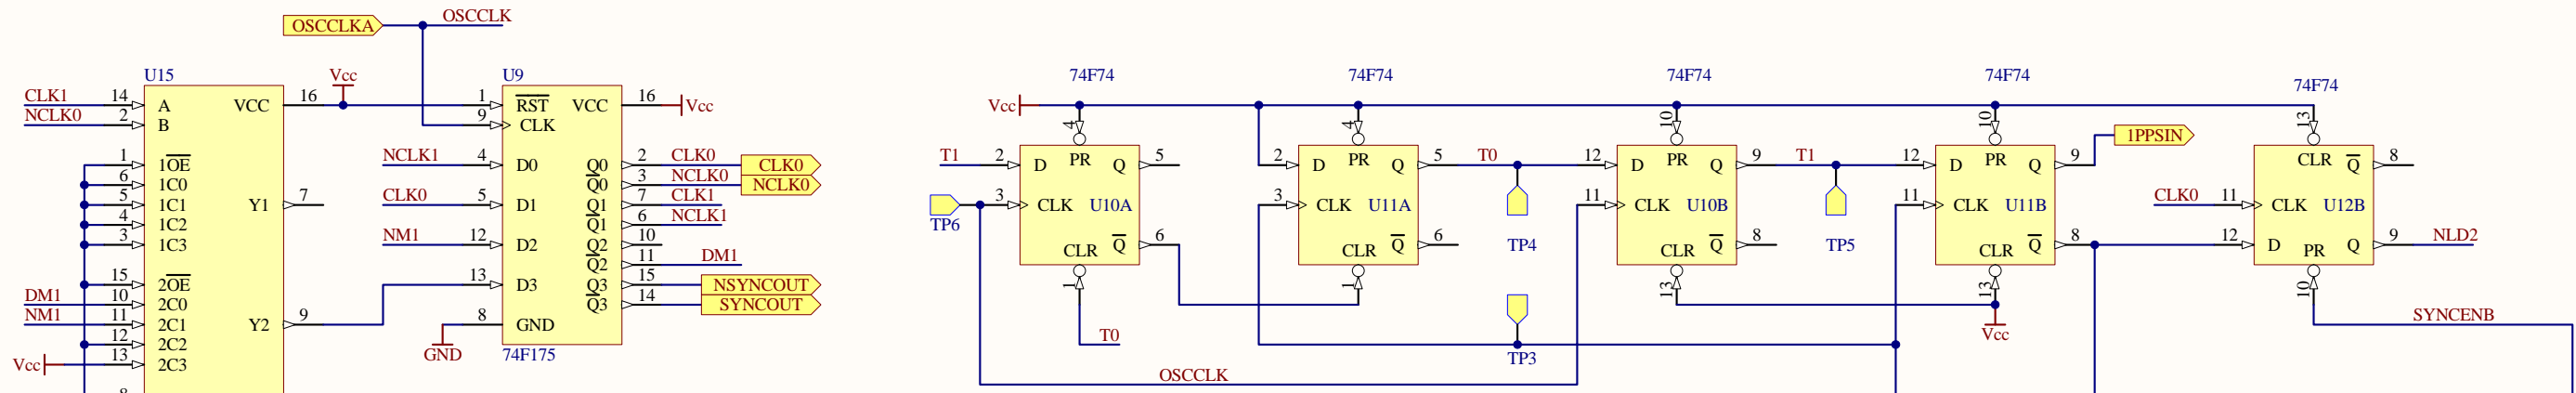 OSCCLKA OSCCLK
U15 Vcc U9 74F74 74F74 74F74 74F74 74F74
CLK1 14 A VCC 16 1 RST VCC 16 Vcc Vcc
NCLK0 2 B 9 CLK 4 4 10 10 13 1PPSIN
1 1OE NCLK1 4 D0 Q0 2 CLK0 CLK0 T1 2 D PR Q 5 2 D PR Q 5 T0 12 D PR Q 9 T1 12 D PR Q 9 CLR Q 8
6 1C0 Q0 3 NCLK0 NCLK0
5 1C1 Y1 7 CLK0 5 D1 Q1 7 CLK1 TP6 3 CLK U10A 3 CLK U11A 11 CLK U10B 11 CLK U11B CLK0 11 CLK U12B
4 1C2 Q1 6 NCLK1
3 1C3 NM1 12 D2 Q2 10 CLR Q 6 CLR Q 6 TP4 CLR Q 8 TP5 CLR Q 8 12 D PR Q 9 NLD2
Q2 11 DM1
15 2OE 13 D3 Q3 15 NSYNCOUT 1 1 13 13 10
DM1 10 2C0 Q3 14 SYNCOUT
NM1 11 2C1 Y2 9 8 GND SYNCENB
12 2C2 GND 74F175 T0 Vcc
Vcc 13 2C3 TP3
OSCCLK